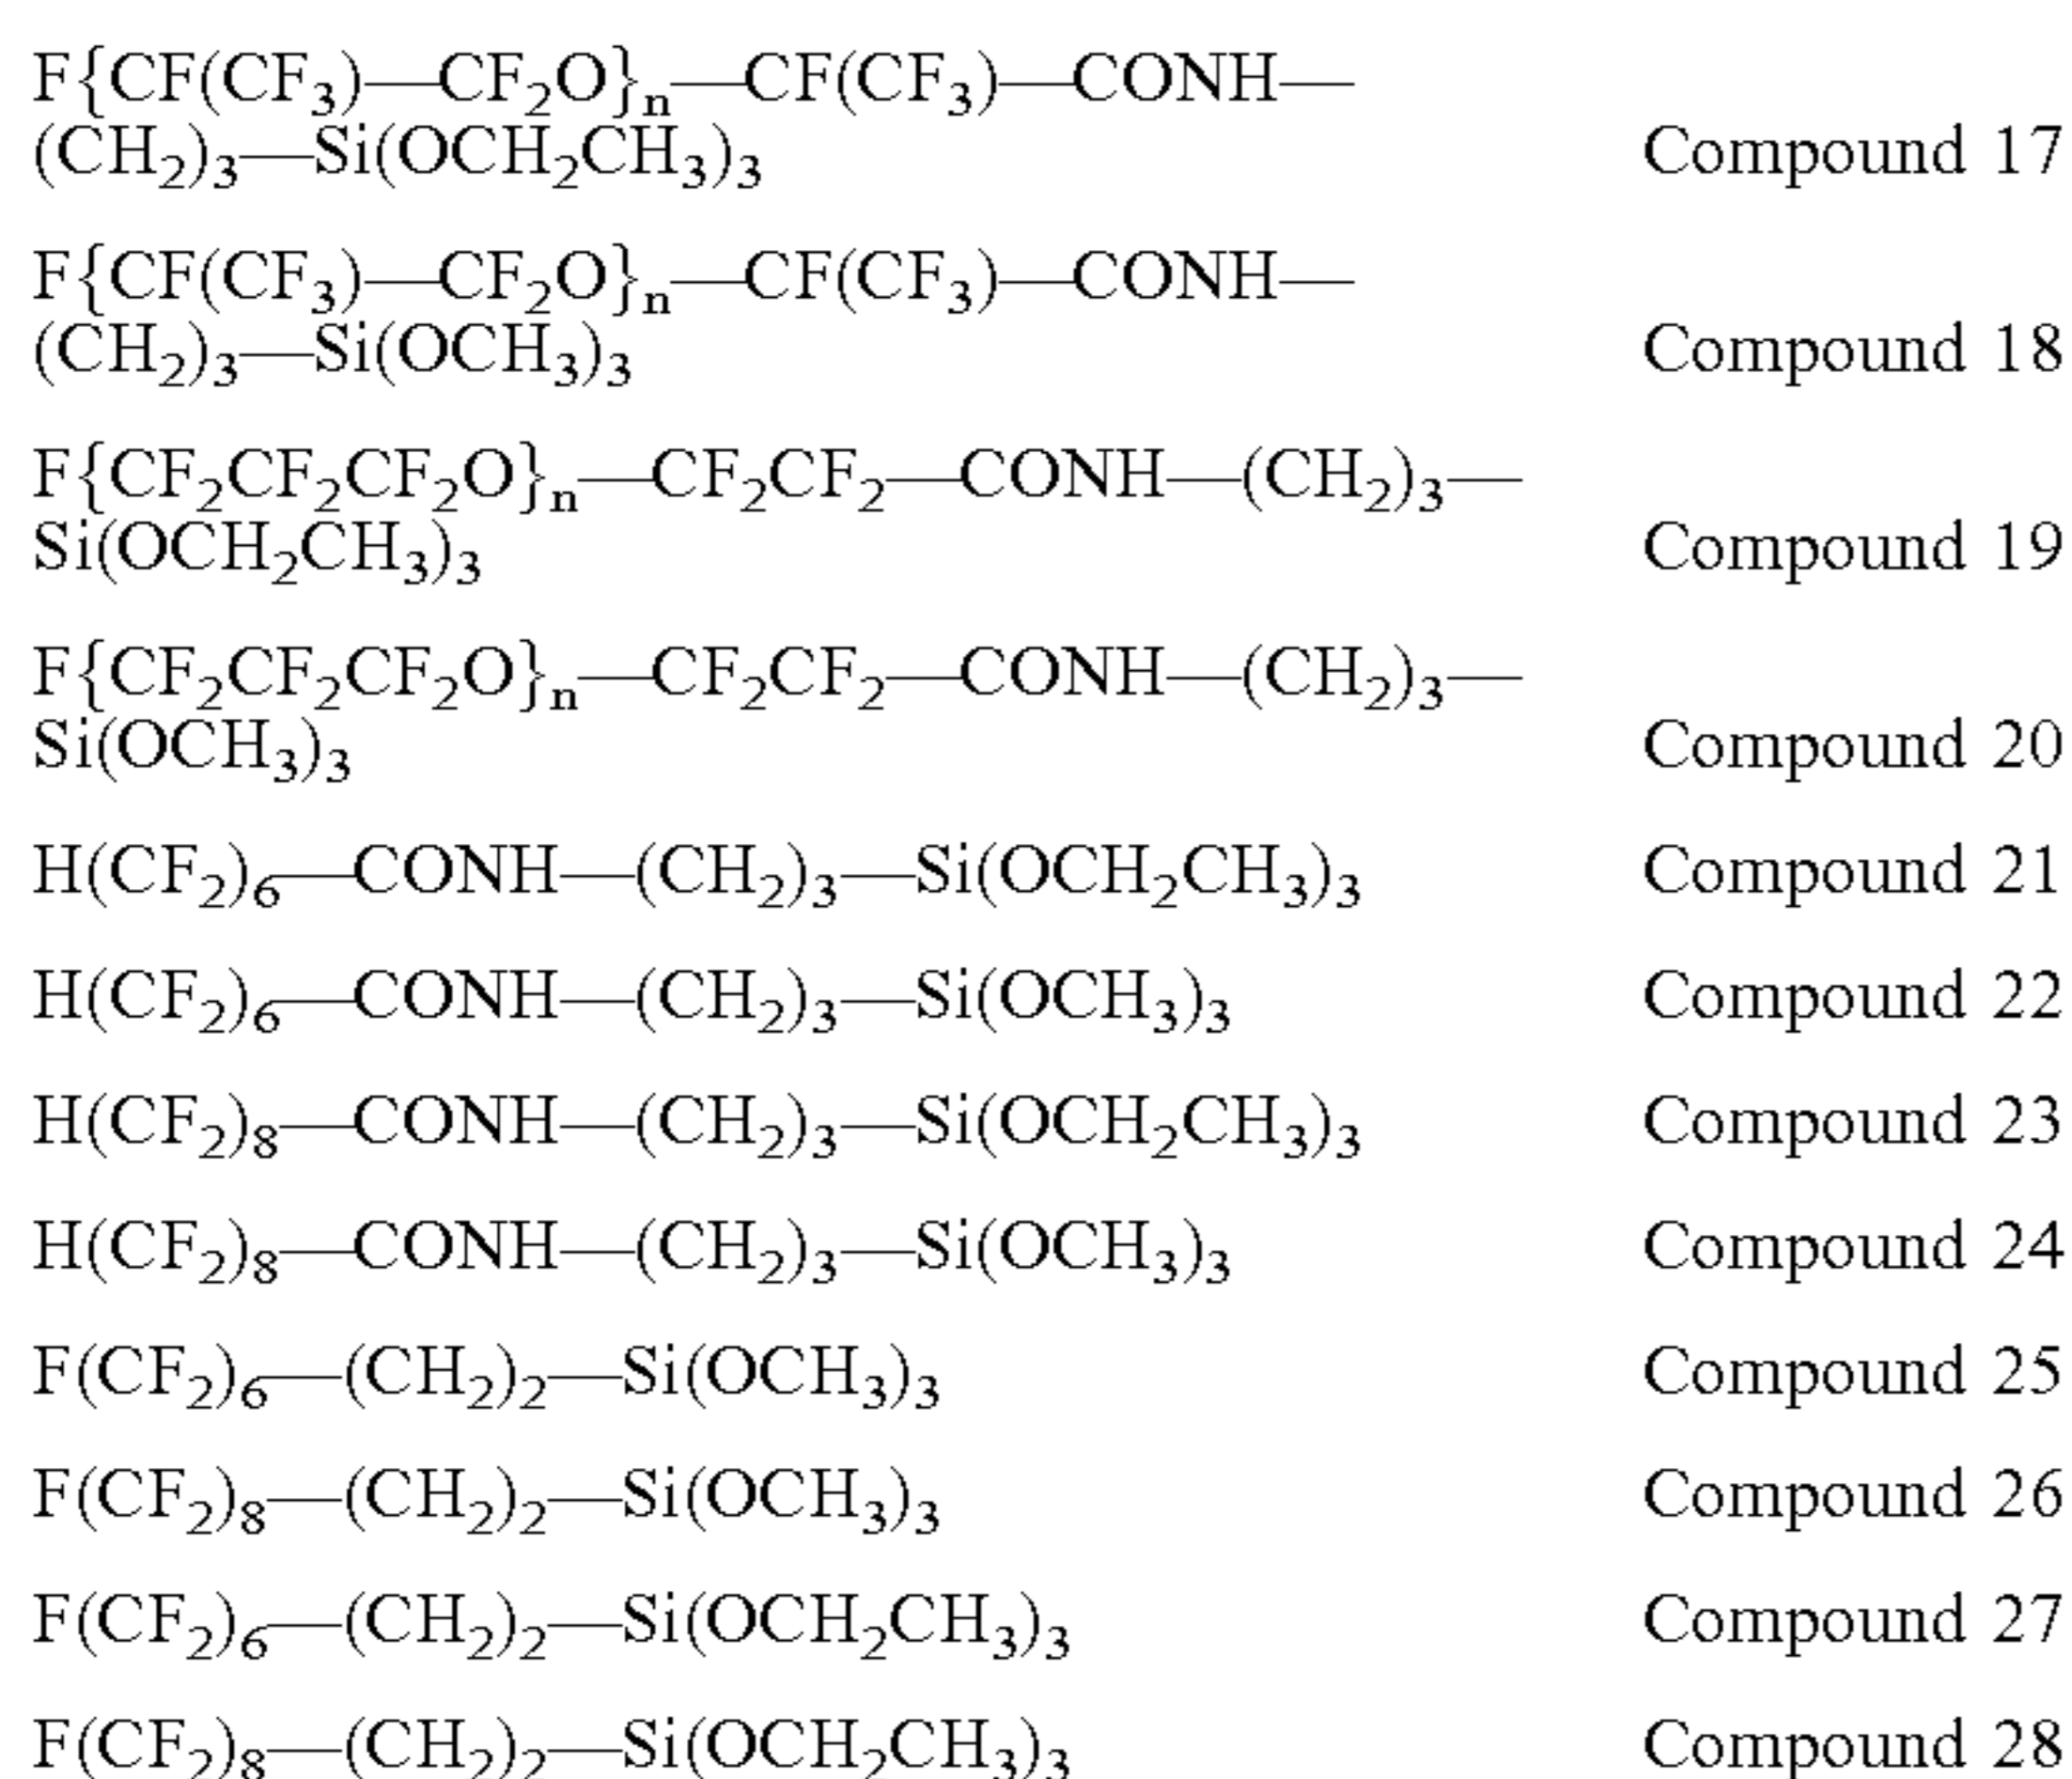 F{CF(CF₃)—CF₂O}ₙ—CF(CF₃)—CONH—
(CH₂)₃—Si(OCH₂CH₃)₃ Compound 17
F{CF(CF₃)—CF₂O}ₙ—CF(CF₃)—CONH—
(CH₂)₃—Si(OCH₃)₃ Compound 18
F{CF₂CF₂CF₂O}ₙ—CF₂CF₂—CONH—(CH₂)₃—
Si(OCH₂CH₃)₃ Compound 19
F{CF₂CF₂CF₂O}ₙ—CF₂CF₂—CONH—(CH₂)₃—
Si(OCH₃)₃ Compound 20
H(CF₂)₆—CONH—(CH₂)₃—Si(OCH₂CH₃)₃ Compound 21
H(CF₂)₆—CONH—(CH₂)₃—Si(OCH₃)₃ Compound 22
H(CF₂)₈—CONH—(CH₂)₃—Si(OCH₂CH₃)₃ Compound 23
H(CF₂)₈—CONH—(CH₂)₃—Si(OCH₃)₃ Compound 24
F(CF₂)₆—(CH₂)₂—Si(OCH₃)₃ Compound 25
F(CF₂)₈—(CH₂)₂—Si(OCH₃)₃ Compound 26
F(CF₂)₆—(CH₂)₂—Si(OCH₂CH₃)₃ Compound 27
F(CF₂)₈—(CH₂)₂—Si(OCH₂CH₃)₃ Compound 28